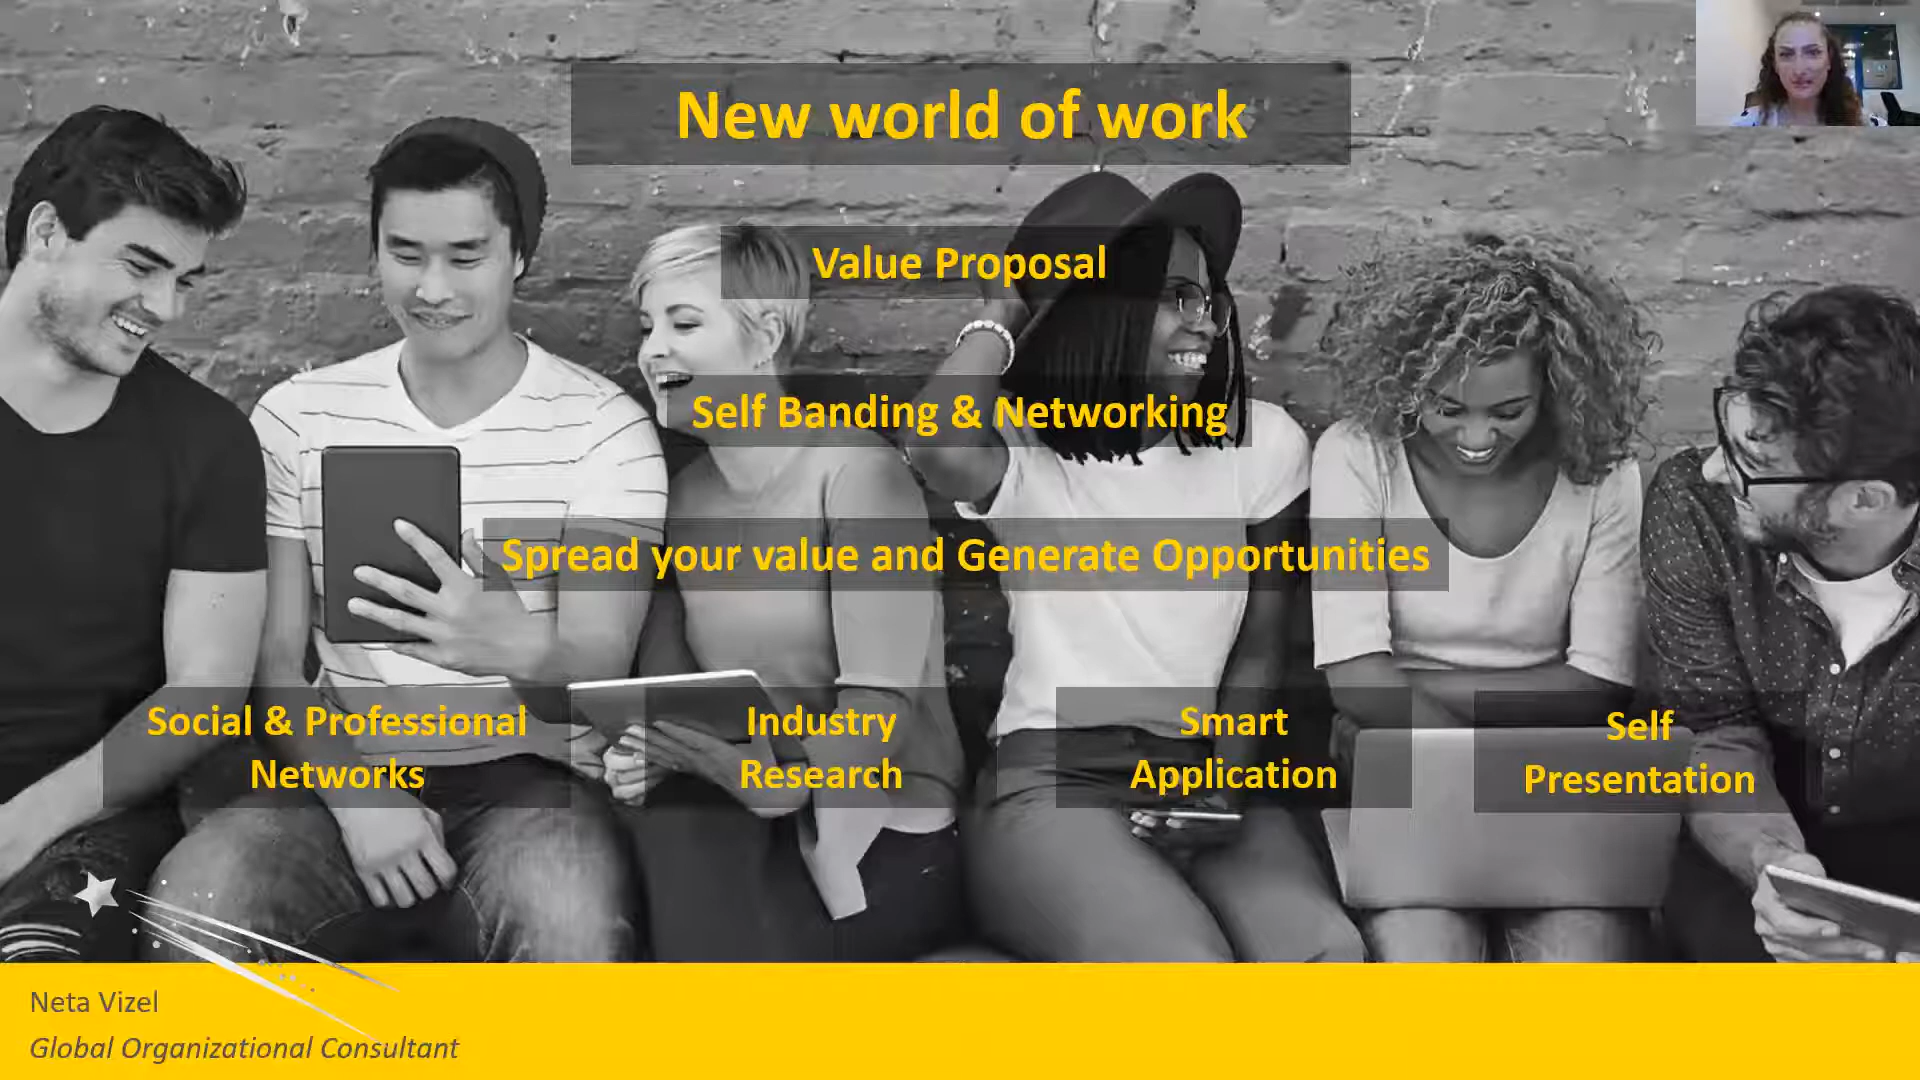 New world of work
Value Proposal
Self Banding & Networking
Spread your value and Generate Opportunities
Social & Professional
Networks
Industry
Research
Smart
Application
Self
Presentation
Neta Vizel
Global Organizational Consultant